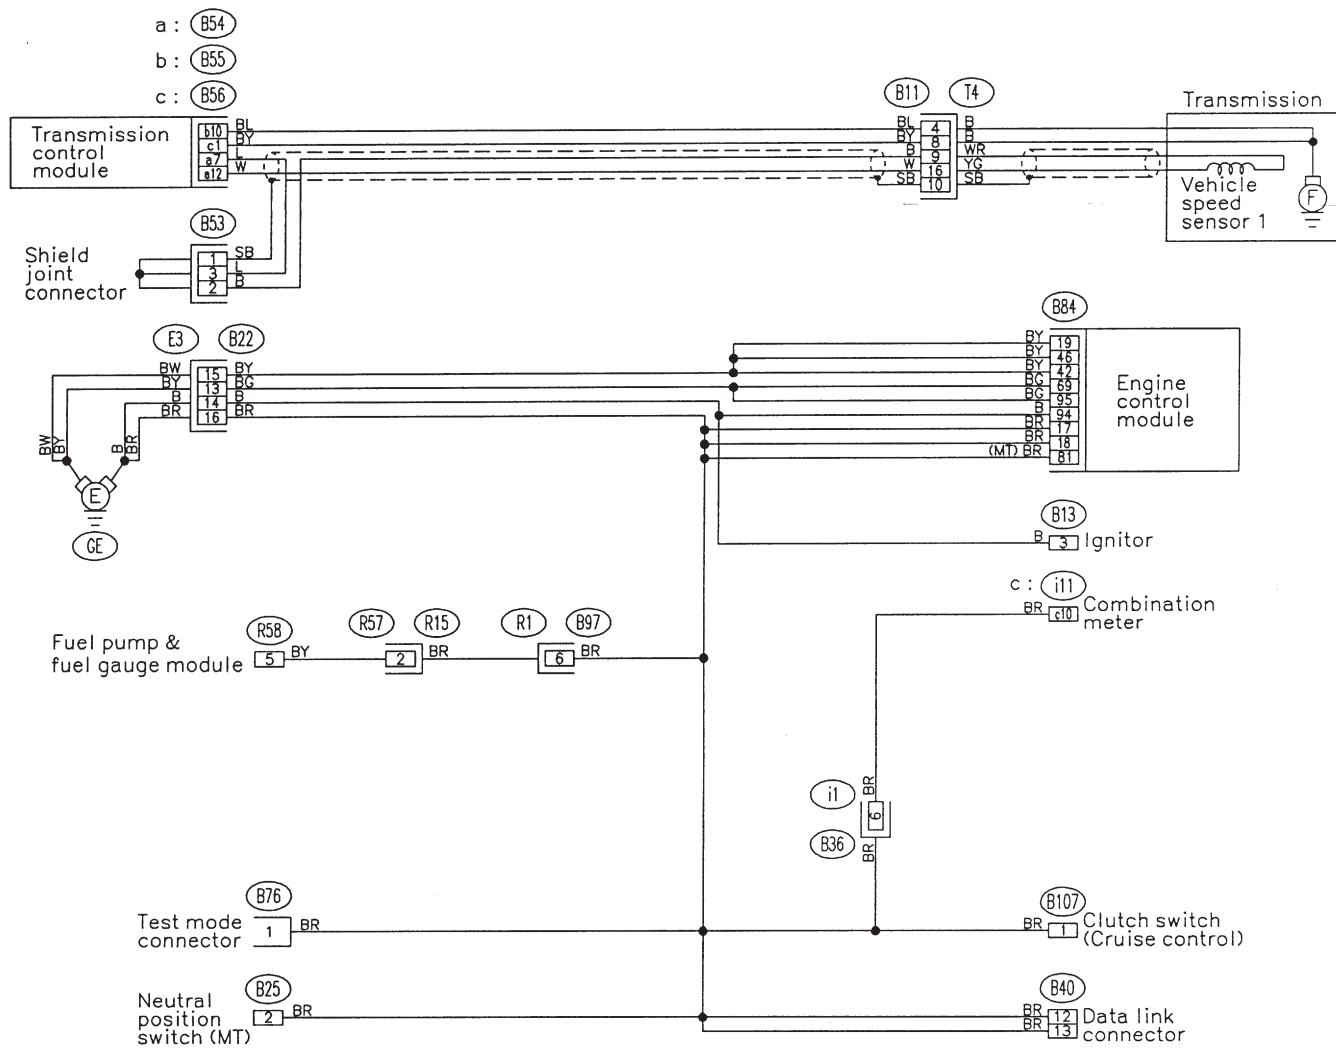 a : B54
b : B55
c : B56
B11 T4
Transmission
Transmission
control
module
b10 BL BL 4 B
c1 BY BY 8 B
a7 L B 9 WR
a12 W W 16 YG
SB 10 SB
Vehicle
speed
sensor 1
F
B53
Shield
joint
connector
1 SB
3 L
2 B
B84
E3 B22
BW 15 BY
BY 13 BG
B 14 B
BR 16 BR
BY 19
BY 46
BY 42
BG 69
BG 95
B 94
BR 17
BR 18
(MT) BR 81
Engine
control
module
BW BY B BR
E
GE
B13
B 3 Ignitor
c : i11
BR c10 Combination
meter
R58 R57 R15 R1 B97
Fuel pump &
fuel gauge module
5 BY 2 BR 6 BR
BR
i1
6
B36
BR
B76
Test mode
connector
1 BR
B107
BR 1 Clutch switch
(Cruise control)
B25
Neutral
position
switch (MT)
2 BR
B40
BR 12 Data link
BR 13 connector